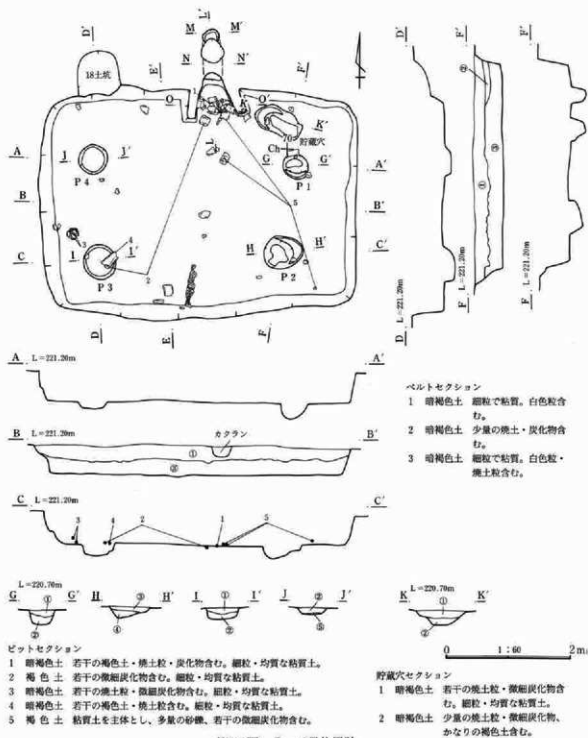 M M'
L'
D'
E'
N N'
F'
18土坑
O O'
K
K'
70
貯蔵穴
Ch
A J J' G G' A'
P4
P1
L
5
B B'
3
4
I I' H H'
C C'
P3
2
P2
D
E
F
D'
F'
②
③
①
L=221.20m
D
L=221.20m
F
A L=221.20m A'
B L=221.20m カクラン B'
①
③
C L=221.20m C'
3 4 2 1 5
ベルトセクション
1 暗褐色土 細粒で粘質。白色粒含
む。
2 暗褐色土 少量の焼土・炭化物含
む。
3 暗褐色土 細粒で粘質。白色粒・
焼土粒含む。
L=220.70m
G ① G' H ③ H' I ① I' J ② J'
② ④ ② ⑤
L=220.70m
K ① K'
②
ピットセクション
1 暗褐色土 若干の褐色土・焼土粒・炭化物含む。細粒・均質な粘質土。
2 褐色土 若干の微細炭化物含む。細粒・均質な粘質土。
3 暗褐色土 若干の焼土粒・微細炭化物含む。細粒・均質な粘質土。
4 暗褐色土 若干の褐色土・焼土粒含む。細粒・均質な粘質土。
5 褐色土 粘質土を主体とし、多量の砂礫、若干の微細炭化物含む。
0 1:60 2m
貯蔵穴セクション
1 暗褐色土 若干の焼土粒・微細炭化物含
む。細粒・均質な粘質土。
2 暗褐色土 少量の焼土粒・微細炭化物、
かなりの褐色土含む。